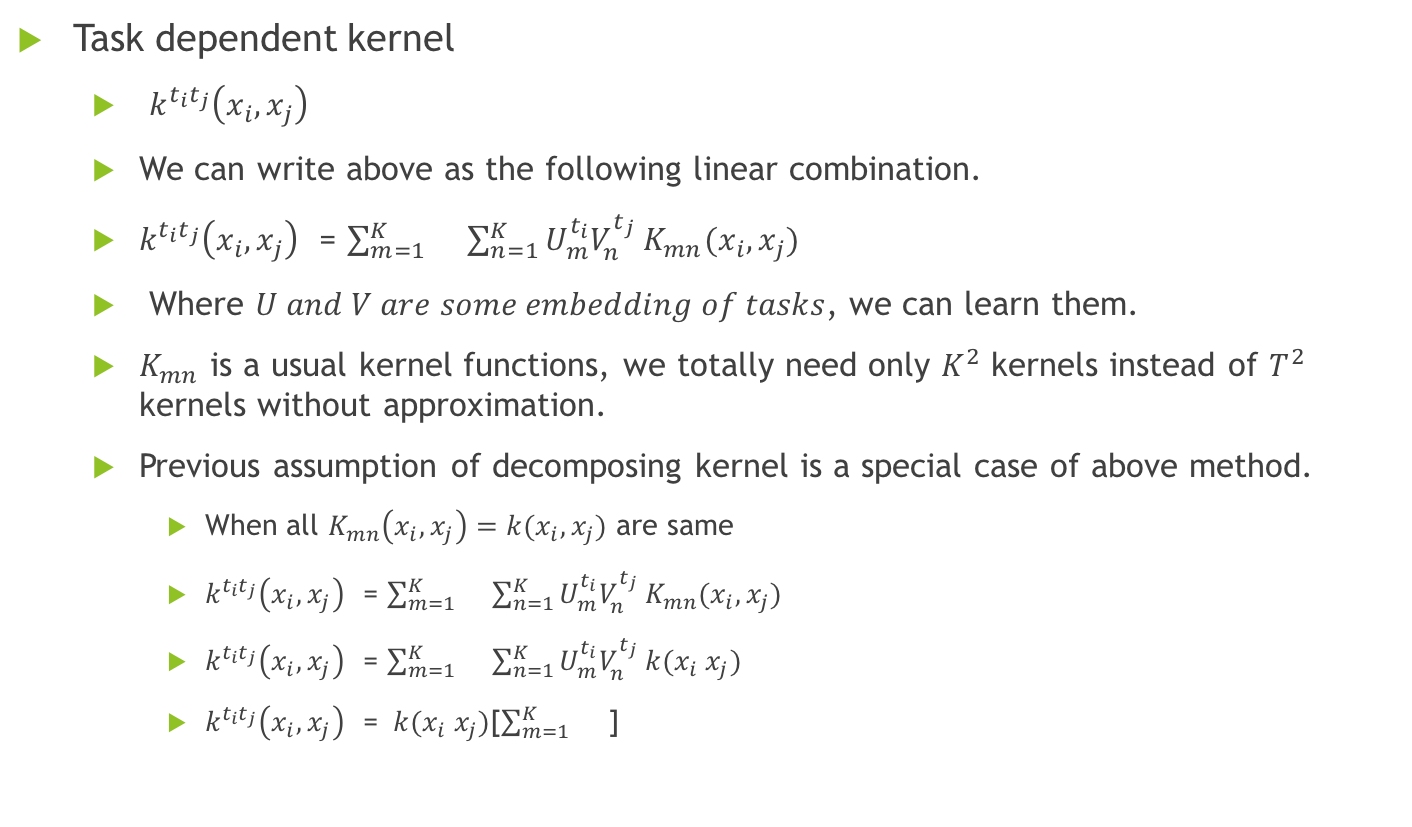 Task dependent kernel
k^{t_i t_j}(x_i, x_j)
We can write above as the following linear combination.
k^{t_i t_j}(x_i, x_j) = ∑_{m=1}^{K} ∑_{n=1}^{K} U_m^{t_i} V_n^{t_j} K_{mn}(x_i, x_j)
Where U and V are some embedding of tasks, we can learn them.
K_{mn} is a usual kernel functions, we totally need only K^2 kernels instead of T^2
kernels without approximation.
Previous assumption of decomposing kernel is a special case of above method.
When all K_{mn}(x_i, x_j) = k(x_i, x_j) are same
k^{t_i t_j}(x_i, x_j) = ∑_{m=1}^{K} ∑_{n=1}^{K} U_m^{t_i} V_n^{t_j} K_{mn}(x_i, x_j)
k^{t_i t_j}(x_i, x_j) = ∑_{m=1}^{K} ∑_{n=1}^{K} U_m^{t_i} V_n^{t_j} k(x_i x_j)
k^{t_i t_j}(x_i, x_j) = k(x_i x_j)[∑_{m=1}^{K} ]